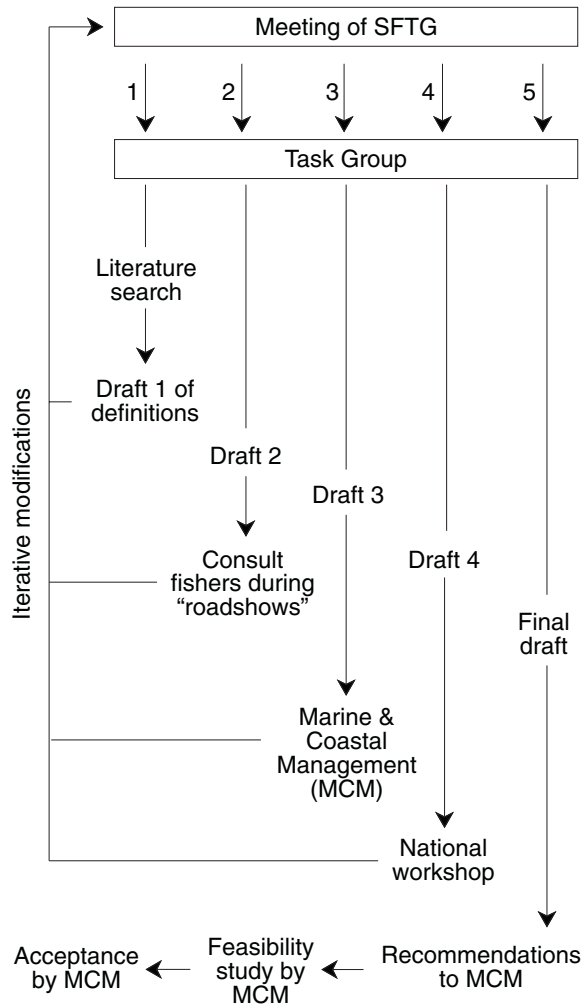 Meeting of SFTG
1
2
3
4
5
Task Group
Literature
search
Draft 1 of
definitions
Draft 2
Draft 3
Consult
fishers during
“roadshows”
Draft 4
Final
draft
Iterative modifications
Marine &
Coastal
Management
(MCM)
National
workshop
Acceptance
by MCM
Feasibility
study by
MCM
Recommendations
to MCM